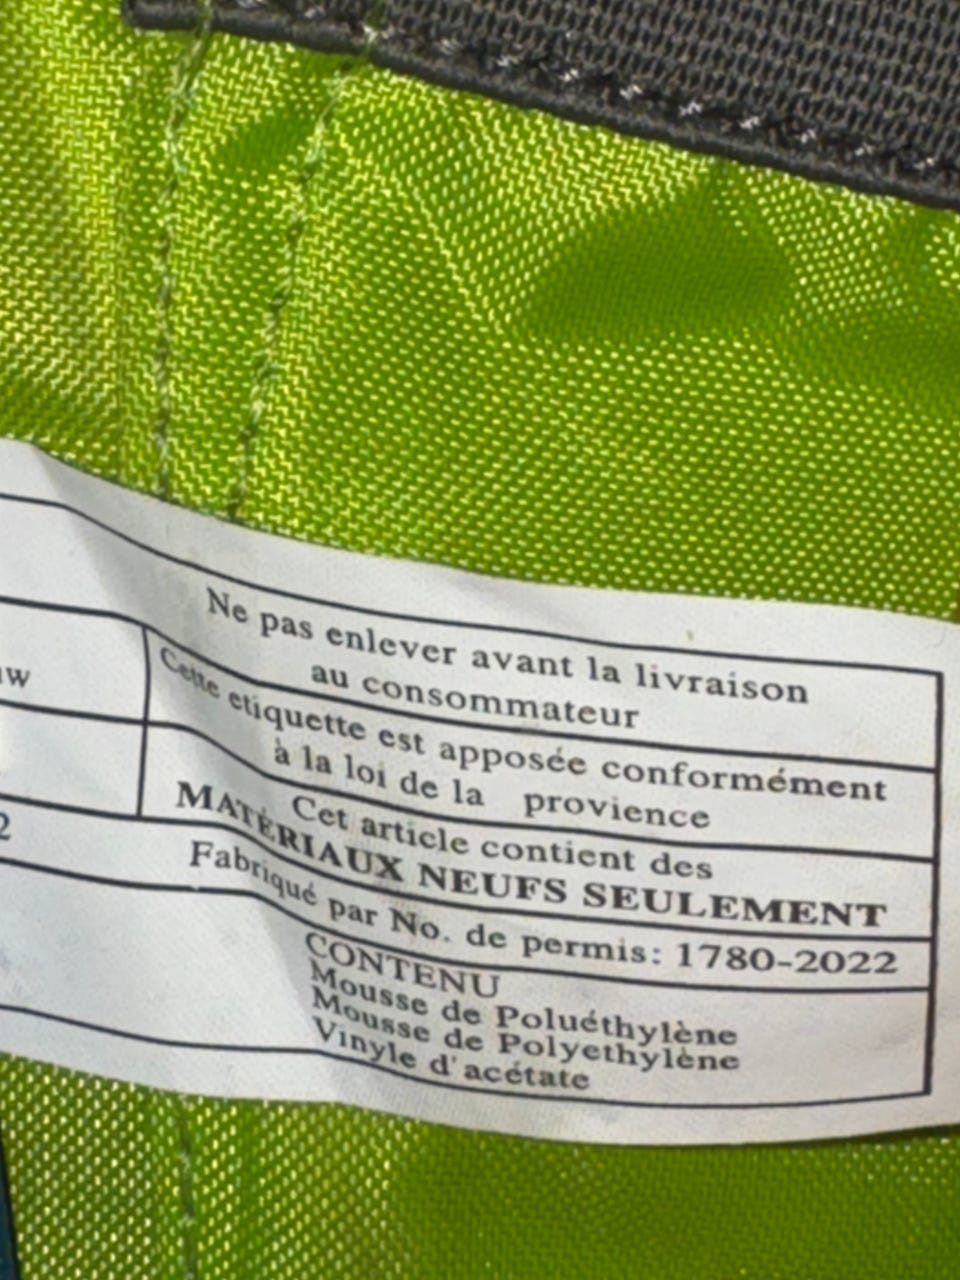 Ne pas enlever avant la livraison
au consommateur
Cette etiquette est apposée conformément
à la loi de la provience
Cet article contient des
MATÉRIAUX NEUFS SEULEMENT
Fabriqué par No. de permis: 1780-2022
CONTENU
Mousse de Poluéthylène
Mousse de Polyethylène
Vinyle d'acétate